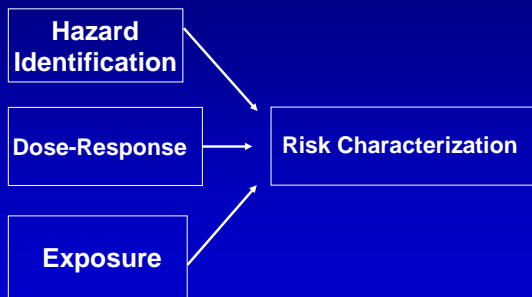 Hazard
Identification
Dose-Response
Risk Characterization
Exposure